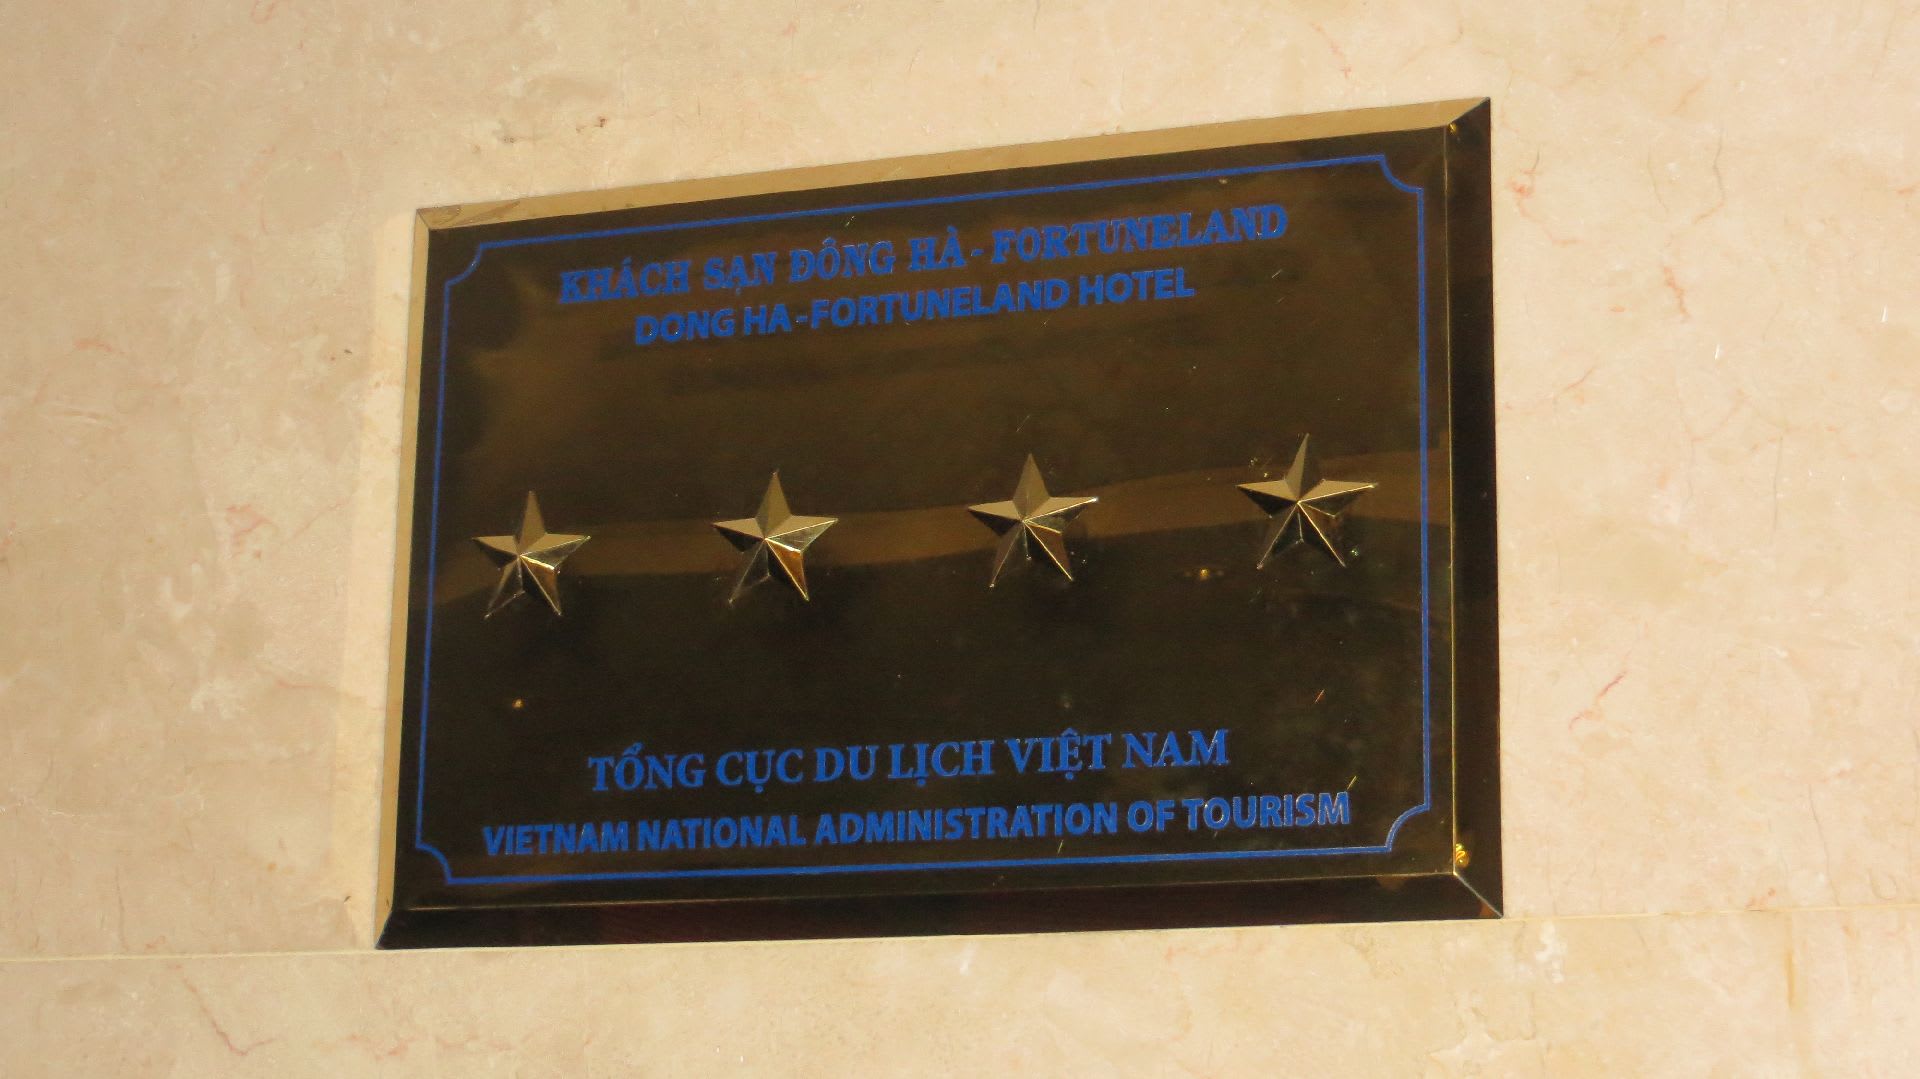 KHÁCH SẠN ĐÔNG HÀ - FORTUNELAND
DONG HA - FORTUNELAND HOTEL
TỔNG CỤC DU LỊCH VIỆT NAM
VIETNAM NATIONAL ADMINISTRATION OF TOURISM